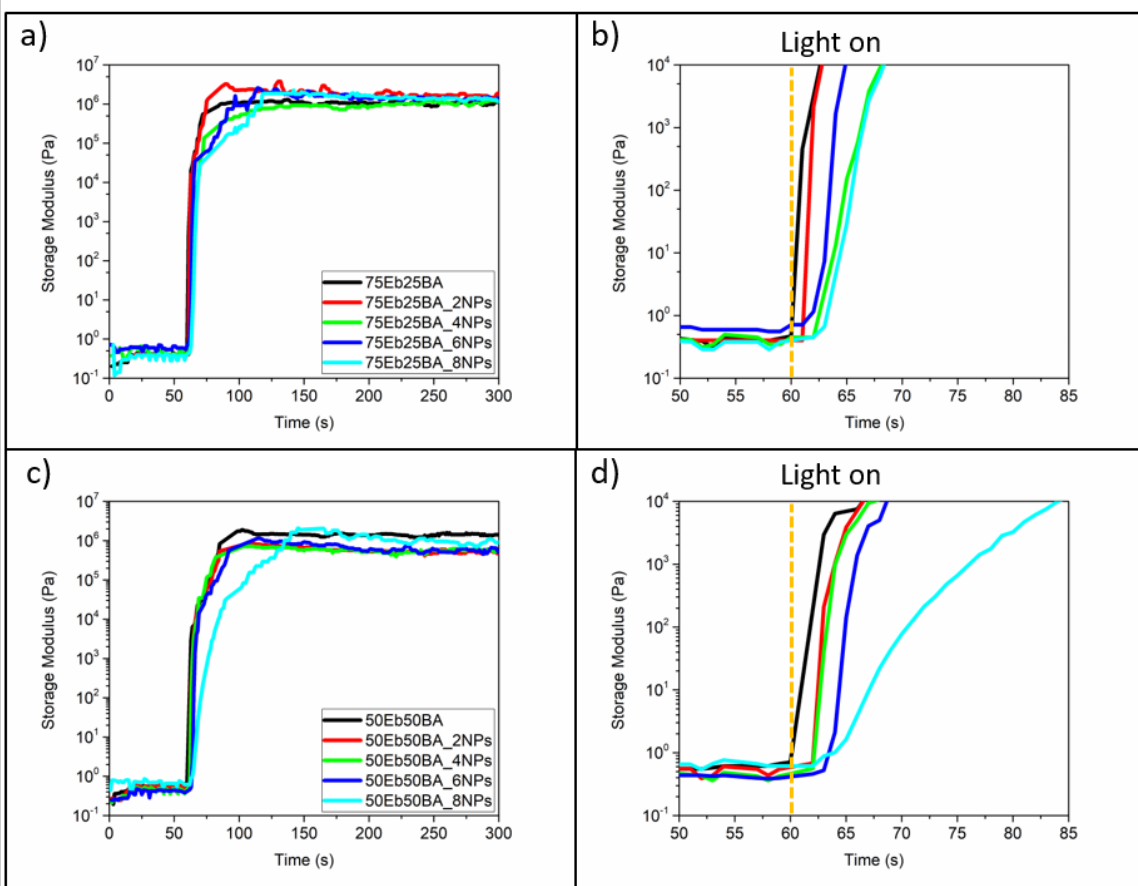 a)
10^7
10^6
10^5
10^4
10^3
10^2
10^1
10^0
10^-1
Storage Modulus (Pa)
75Eb25BA
75Eb25BA_2NPs
75Eb25BA_4NPs
75Eb25BA_6NPs
75Eb25BA_8NPs
0 50 100 150 200 250 300
Time (s)
b)
Light on
10^4
10^3
10^2
10^1
10^0
10^-1
Storage Modulus (Pa)
50 55 60 65 70 75 80 85
Time (s)
c)
10^7
10^6
10^5
10^4
10^3
10^2
10^1
10^0
10^-1
Storage Modulus (Pa)
50Eb50BA
50Eb50BA_2NPs
50Eb50BA_4NPs
50Eb50BA_6NPs
50Eb50BA_8NPs
0 50 100 150 200 250 300
Time (s)
d)
Light on
10^4
10^3
10^2
10^1
10^0
10^-1
Storage Modulus (Pa)
50 55 60 65 70 75 80 85
Time (s)